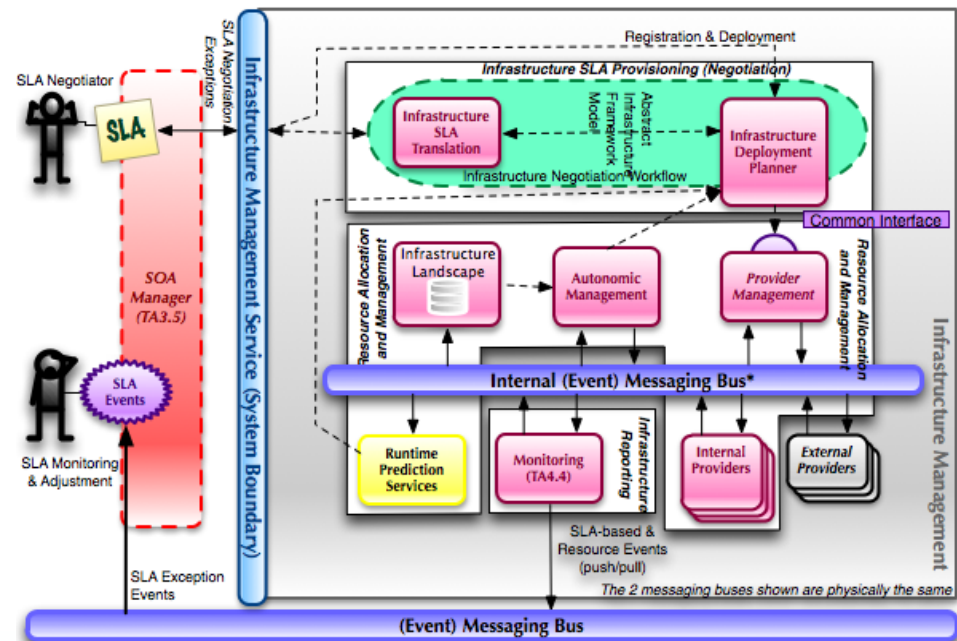 Registration & Deployment
SLA Negotiation
Exceptions
Infrastructure SLA Provisioning (Negotiation)
SLA Negotiator
SLA
Infrastructure
SLA
Translation
Abstract
Infrastructure
Framework
Model
Infrastructure
Deployment
Planner
Infrastructure Negotiation Workflow
Common Interface
Infrastructure Management Service (System Boundary)
SOA
Manager
(TA3.5)
Resource Allocation
and Management
Infrastructure
Landscape
Autonomic
Management
Provider
Management
Resource Allocation
and Management
Infrastructure Management
Internal (Event) Messaging Bus*
SLA
Events
SLA Monitoring
& Adjustment
Runtime
Prediction
Services
Monitoring
(TA4.4)
Infrastructure
Reporting
Internal
Providers
External
Providers
SLA-based &
Resource Events
(push/pull)
SLA Exception
Events
The 2 messaging buses shown are physically the same
(Event) Messaging Bus